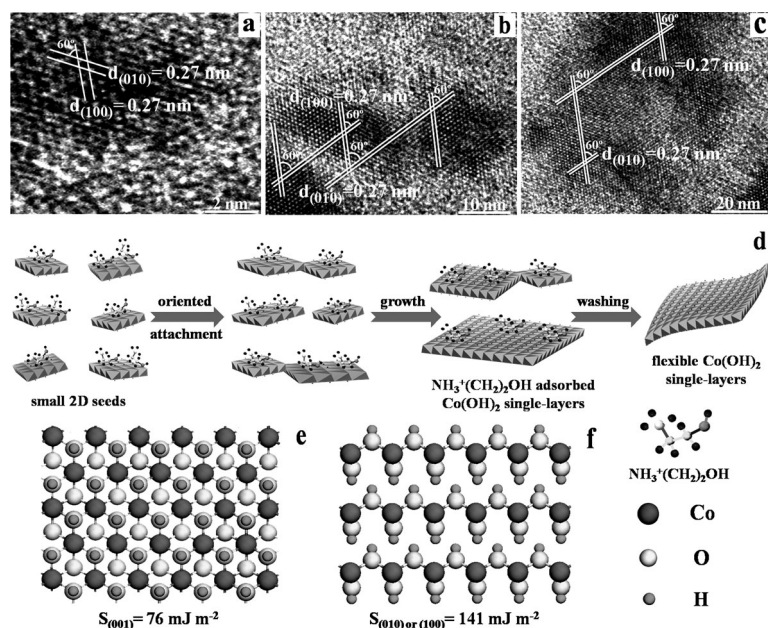 a
60°
d(010)= 0.27 nm
d(100)= 0.27 nm
2 nm
b
60°
d(100)= 0.27 nm
60°
60°
60°
d(010)= 0.27 nm
10 nm
c
60°
d(100)= 0.27 nm
60°
60°
d(010)= 0.27 nm
20 nm
d
oriented
attachment
growth
washing
small 2D seeds
NH₃⁺(CH₂)₂OH adsorbed
Co(OH)₂ single-layers
flexible Co(OH)₂
single-layers
e
S(001)= 76 mJ m⁻²
f
S(010) or (100)= 141 mJ m⁻²
NH₃⁺(CH₂)₂OH
Co
O
H